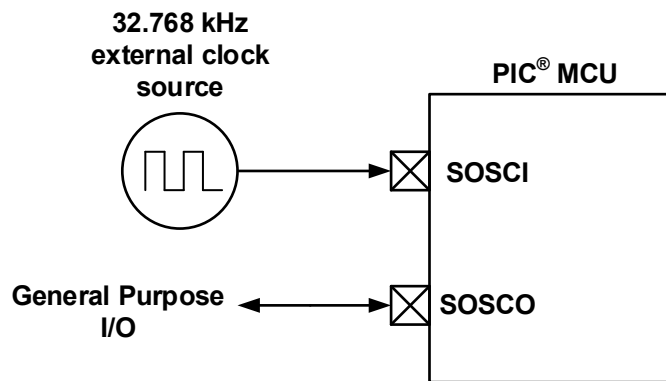 32.768 kHz
external clock
source
PIC® MCU
SOSCI
General Purpose
I/O
SOSCO